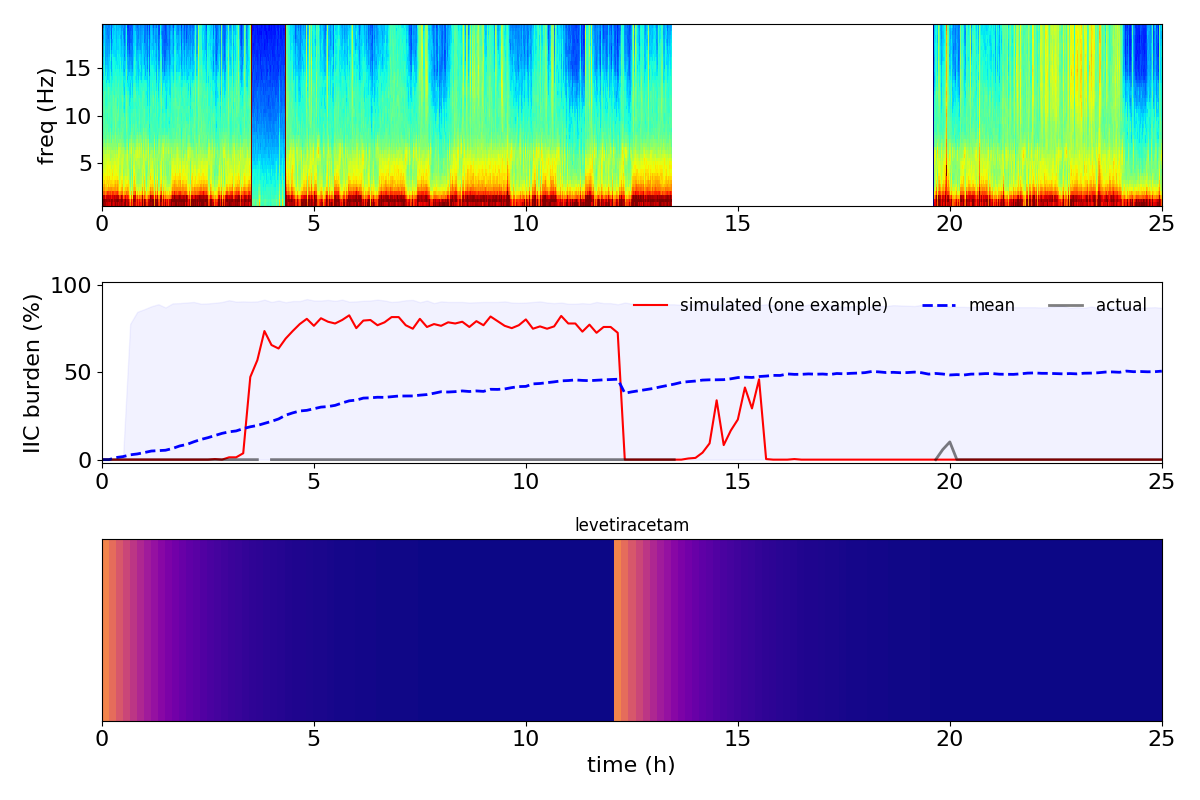 freq (Hz)
15
10
5
0 5 10 15 20 25
IIC burden (%)
100
50
0
simulated (one example) mean actual
0 5 10 15 20 25
levetiracetam
0 5 10 15 20 25
time (h)